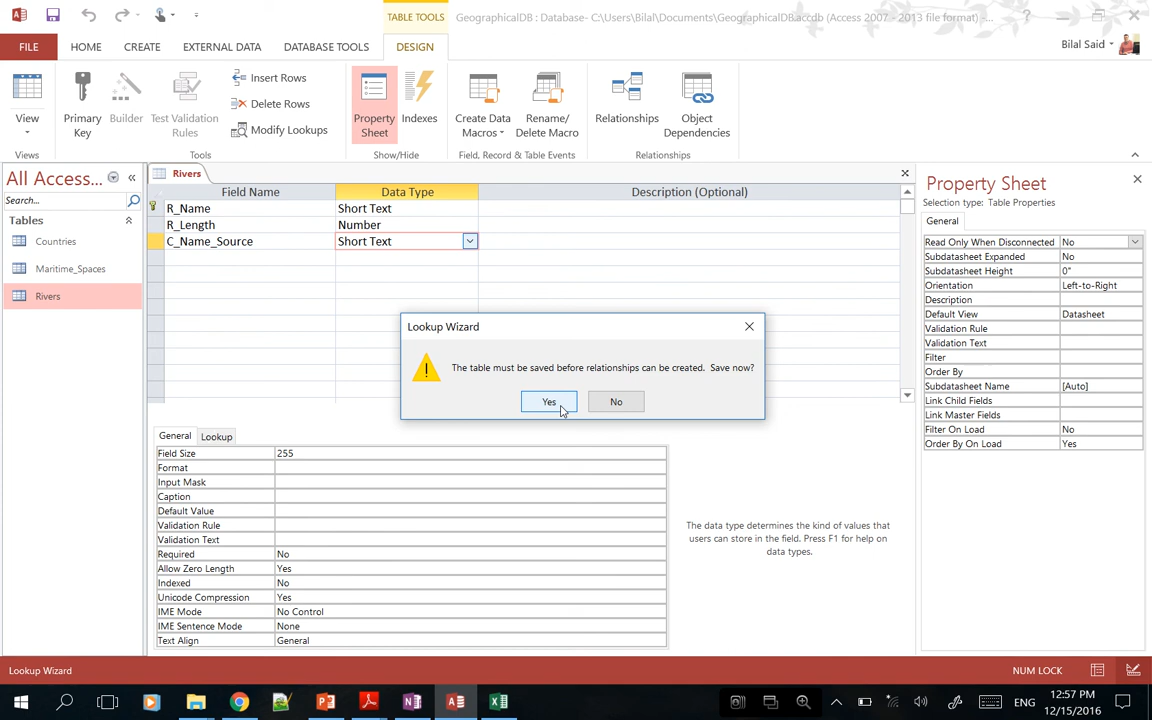 TABLE TOOLS
GeographicalDB : Database- C:\Users\Bilal\Documents\GeographicalDB.accdb (Access 2007 - 2013 file format) -...
FILE HOME CREATE EXTERNAL DATA DATABASE TOOLS DESIGN
Bilal Said
View
Primary Key
Builder
Test Validation Rules
Insert Rows
Delete Rows
Modify Lookups
Property Sheet
Indexes
Create Data Macros
Rename/ Delete Macro
Relationships
Object Dependencies
Views Tools Show/Hide Field, Record & Table Events Relationships
All Access...
Search...
Tables
Countries
Maritime_Spaces
Rivers
Rivers
Field Name Data Type Description (Optional)
R_Name Short Text
R_Length Number
C_Name_Source Short Text
Lookup Wizard
The table must be saved before relationships can be created. Save now?
Yes No
General Lookup
Field Size 255
Format
Input Mask
Caption
Default Value
Validation Rule
Validation Text
Required No
Allow Zero Length Yes
Indexed No
Unicode Compression Yes
IME Mode No Control
IME Sentence Mode None
Text Align General
The data type determines the kind of values that
users can store in the field. Press F1 for help on
data types.
Property Sheet
Selection type: Table Properties
General
Read Only When Disconnected No
Subdatasheet Expanded No
Subdatasheet Height 0"
Orientation Left-to-Right
Description
Default View Datasheet
Validation Rule
Validation Text
Filter
Order By
Subdatasheet Name [Auto]
Link Child Fields
Link Master Fields
Filter On Load No
Order By On Load Yes
Lookup Wizard
NUM LOCK
ENG
12:57 PM
12/15/2016